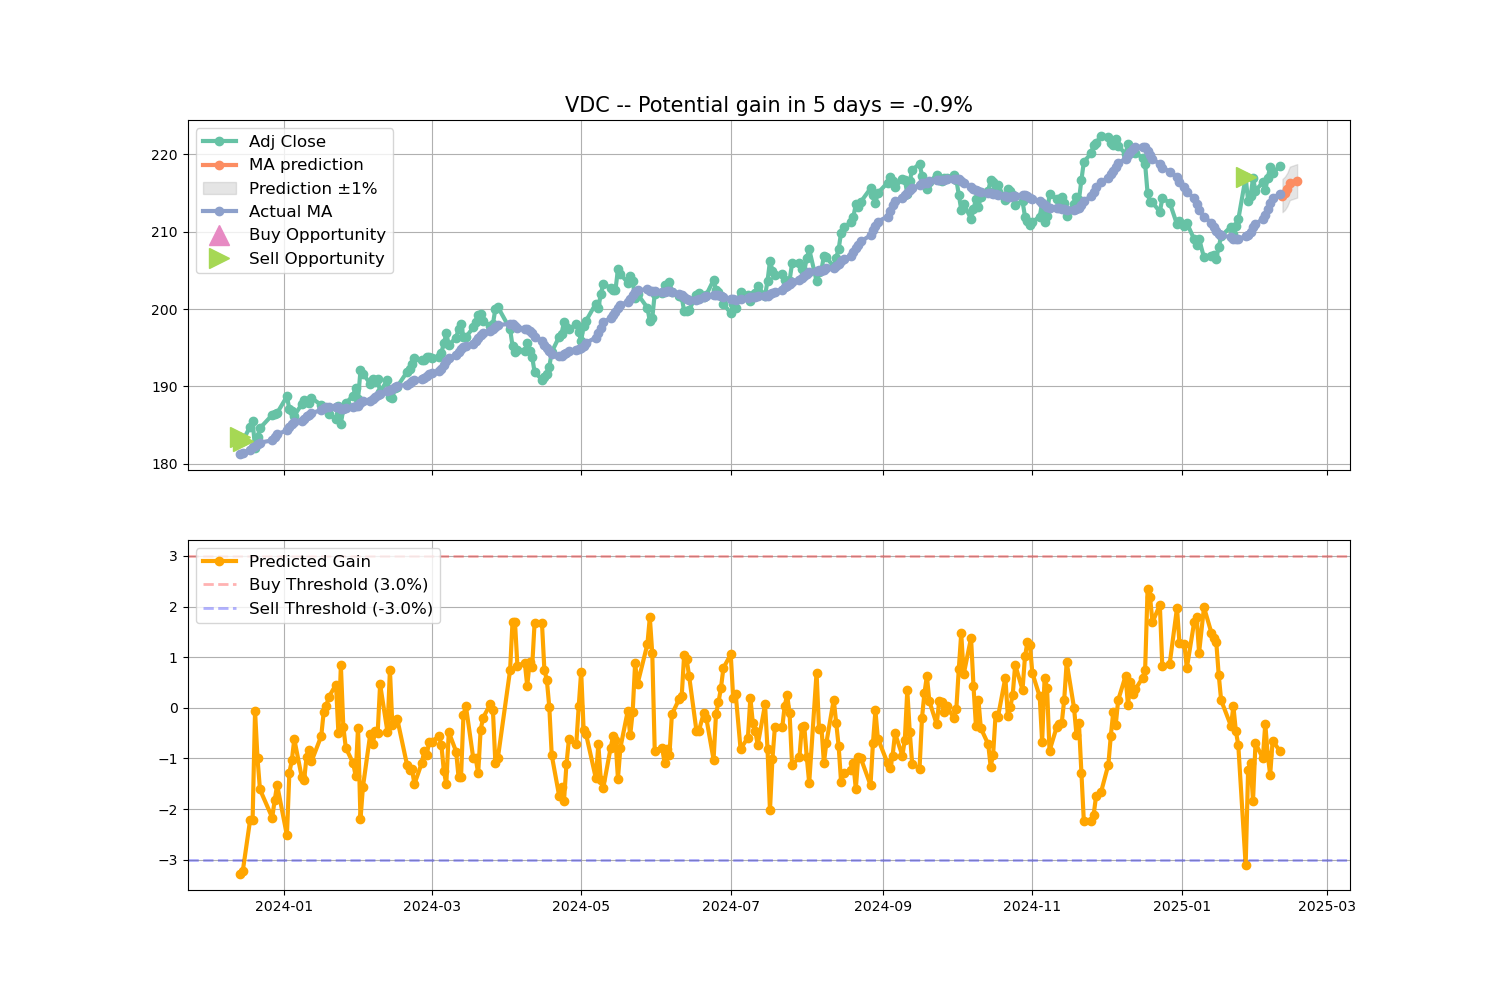 VDC -- Potential gain in 5 days = -0.9%
Adj Close
MA prediction
Prediction ±1%
Actual MA
Buy Opportunity
Sell Opportunity
220
210
200
190
180
Predicted Gain
Buy Threshold (3.0%)
Sell Threshold (-3.0%)
3
2
1
0
−1
−2
−3
2024-01 2024-03 2024-05 2024-07 2024-09 2024-11 2025-01 2025-03